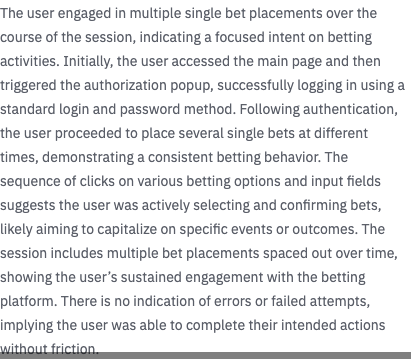 The user engaged in multiple single bet placements over the
course of the session, indicating a focused intent on betting
activities. Initially, the user accessed the main page and then
triggered the authorization popup, successfully logging in using a
standard login and password method. Following authentication,
the user proceeded to place several single bets at different
times, demonstrating a consistent betting behavior. The
sequence of clicks on various betting options and input fields
suggests the user was actively selecting and confirming bets,
likely aiming to capitalize on specific events or outcomes. The
session includes multiple bet placements spaced out over time,
showing the user’s sustained engagement with the betting
platform. There is no indication of errors or failed attempts,
implying the user was able to complete their intended actions
without friction.